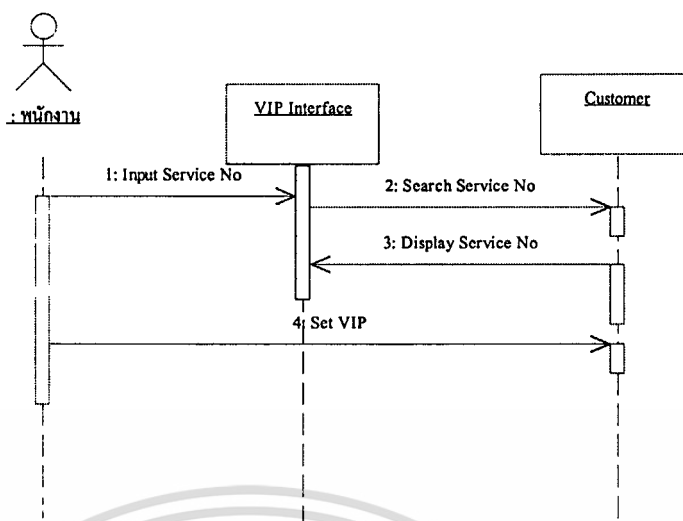 : พนักงาน
VIP Interface
Customer
1: Input Service No
2: Search Service No
3: Display Service No
4: Set VIP